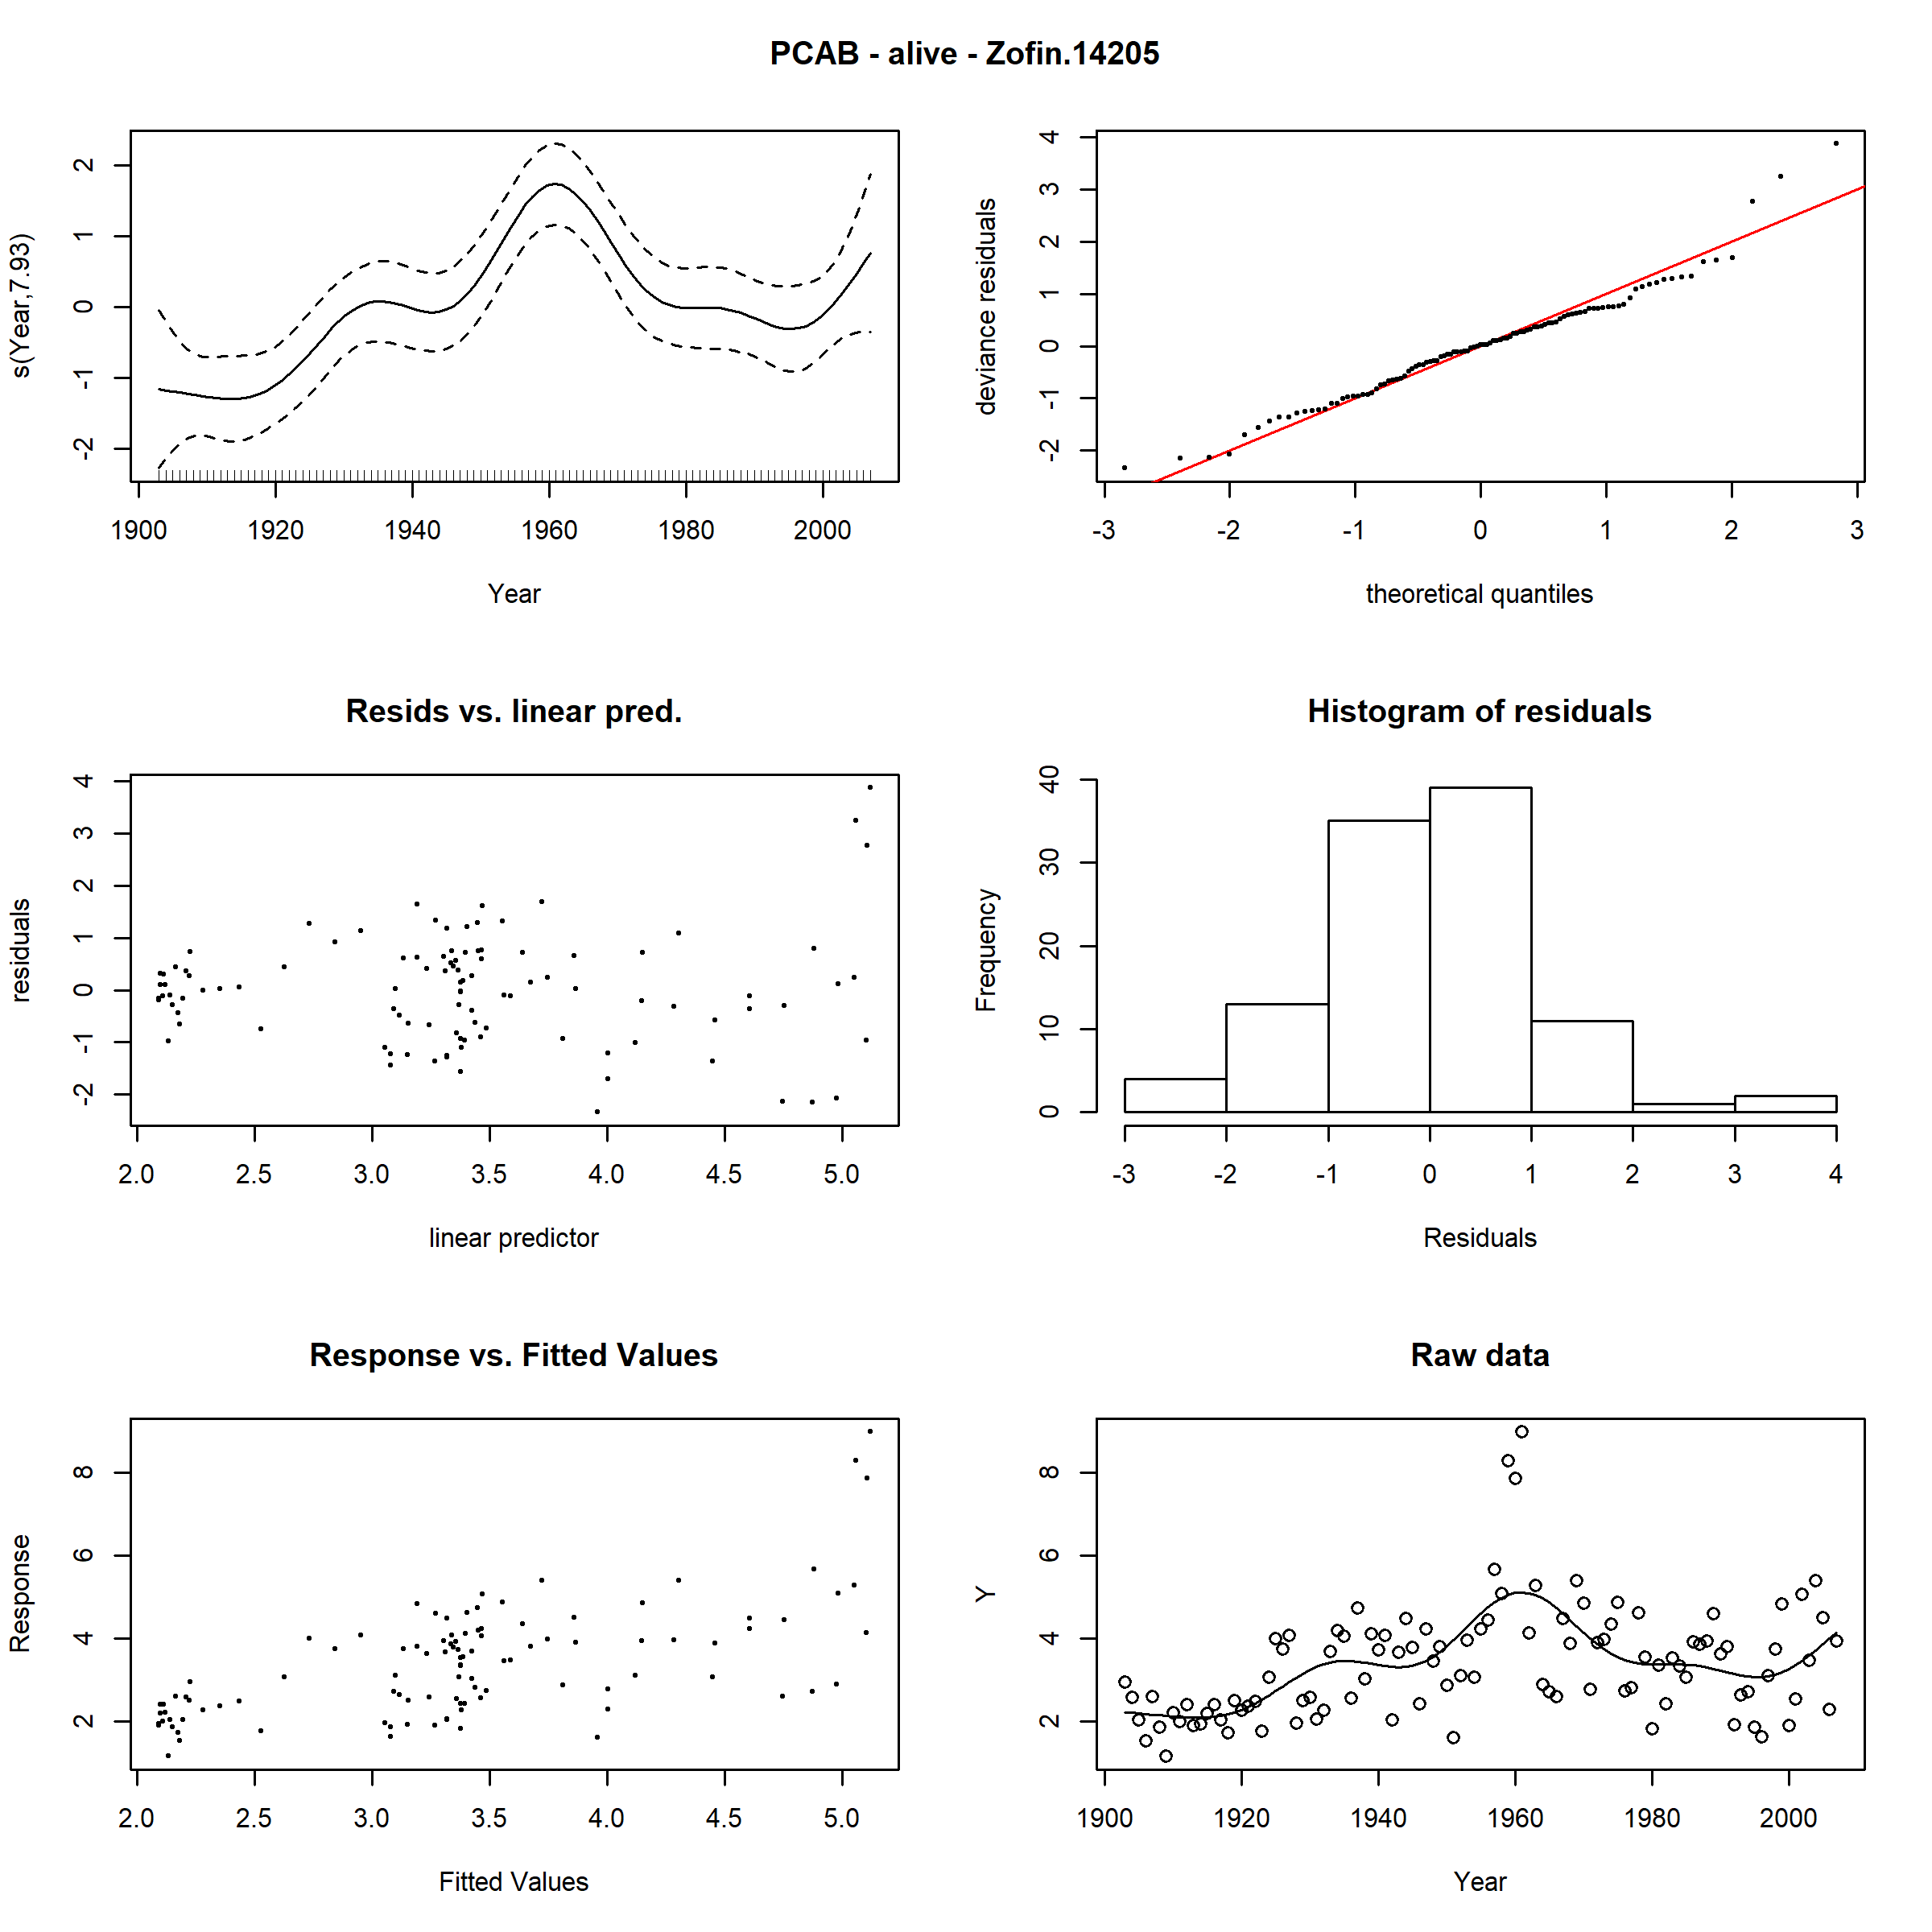 PCAB - alive - Zofin.14205
s(Year,7.93)
2
1
0
-1
-2
1900 1920 1940 1960 1980 2000
Year
deviance residuals
4
3
2
1
0
-1
-2
-3 -2 -1 0 1 2 3
theoretical quantiles
Resids vs. linear pred.
residuals
4
3
2
1
0
-1
-2
2.0 2.5 3.0 3.5 4.0 4.5 5.0
linear predictor
Histogram of residuals
Frequency
40
30
20
10
0
-3 -2 -1 0 1 2 3 4
Residuals
Response vs. Fitted Values
Response
8
6
4
2
2.0 2.5 3.0 3.5 4.0 4.5 5.0
Fitted Values
Raw data
Y
8
6
4
2
1900 1920 1940 1960 1980 2000
Year